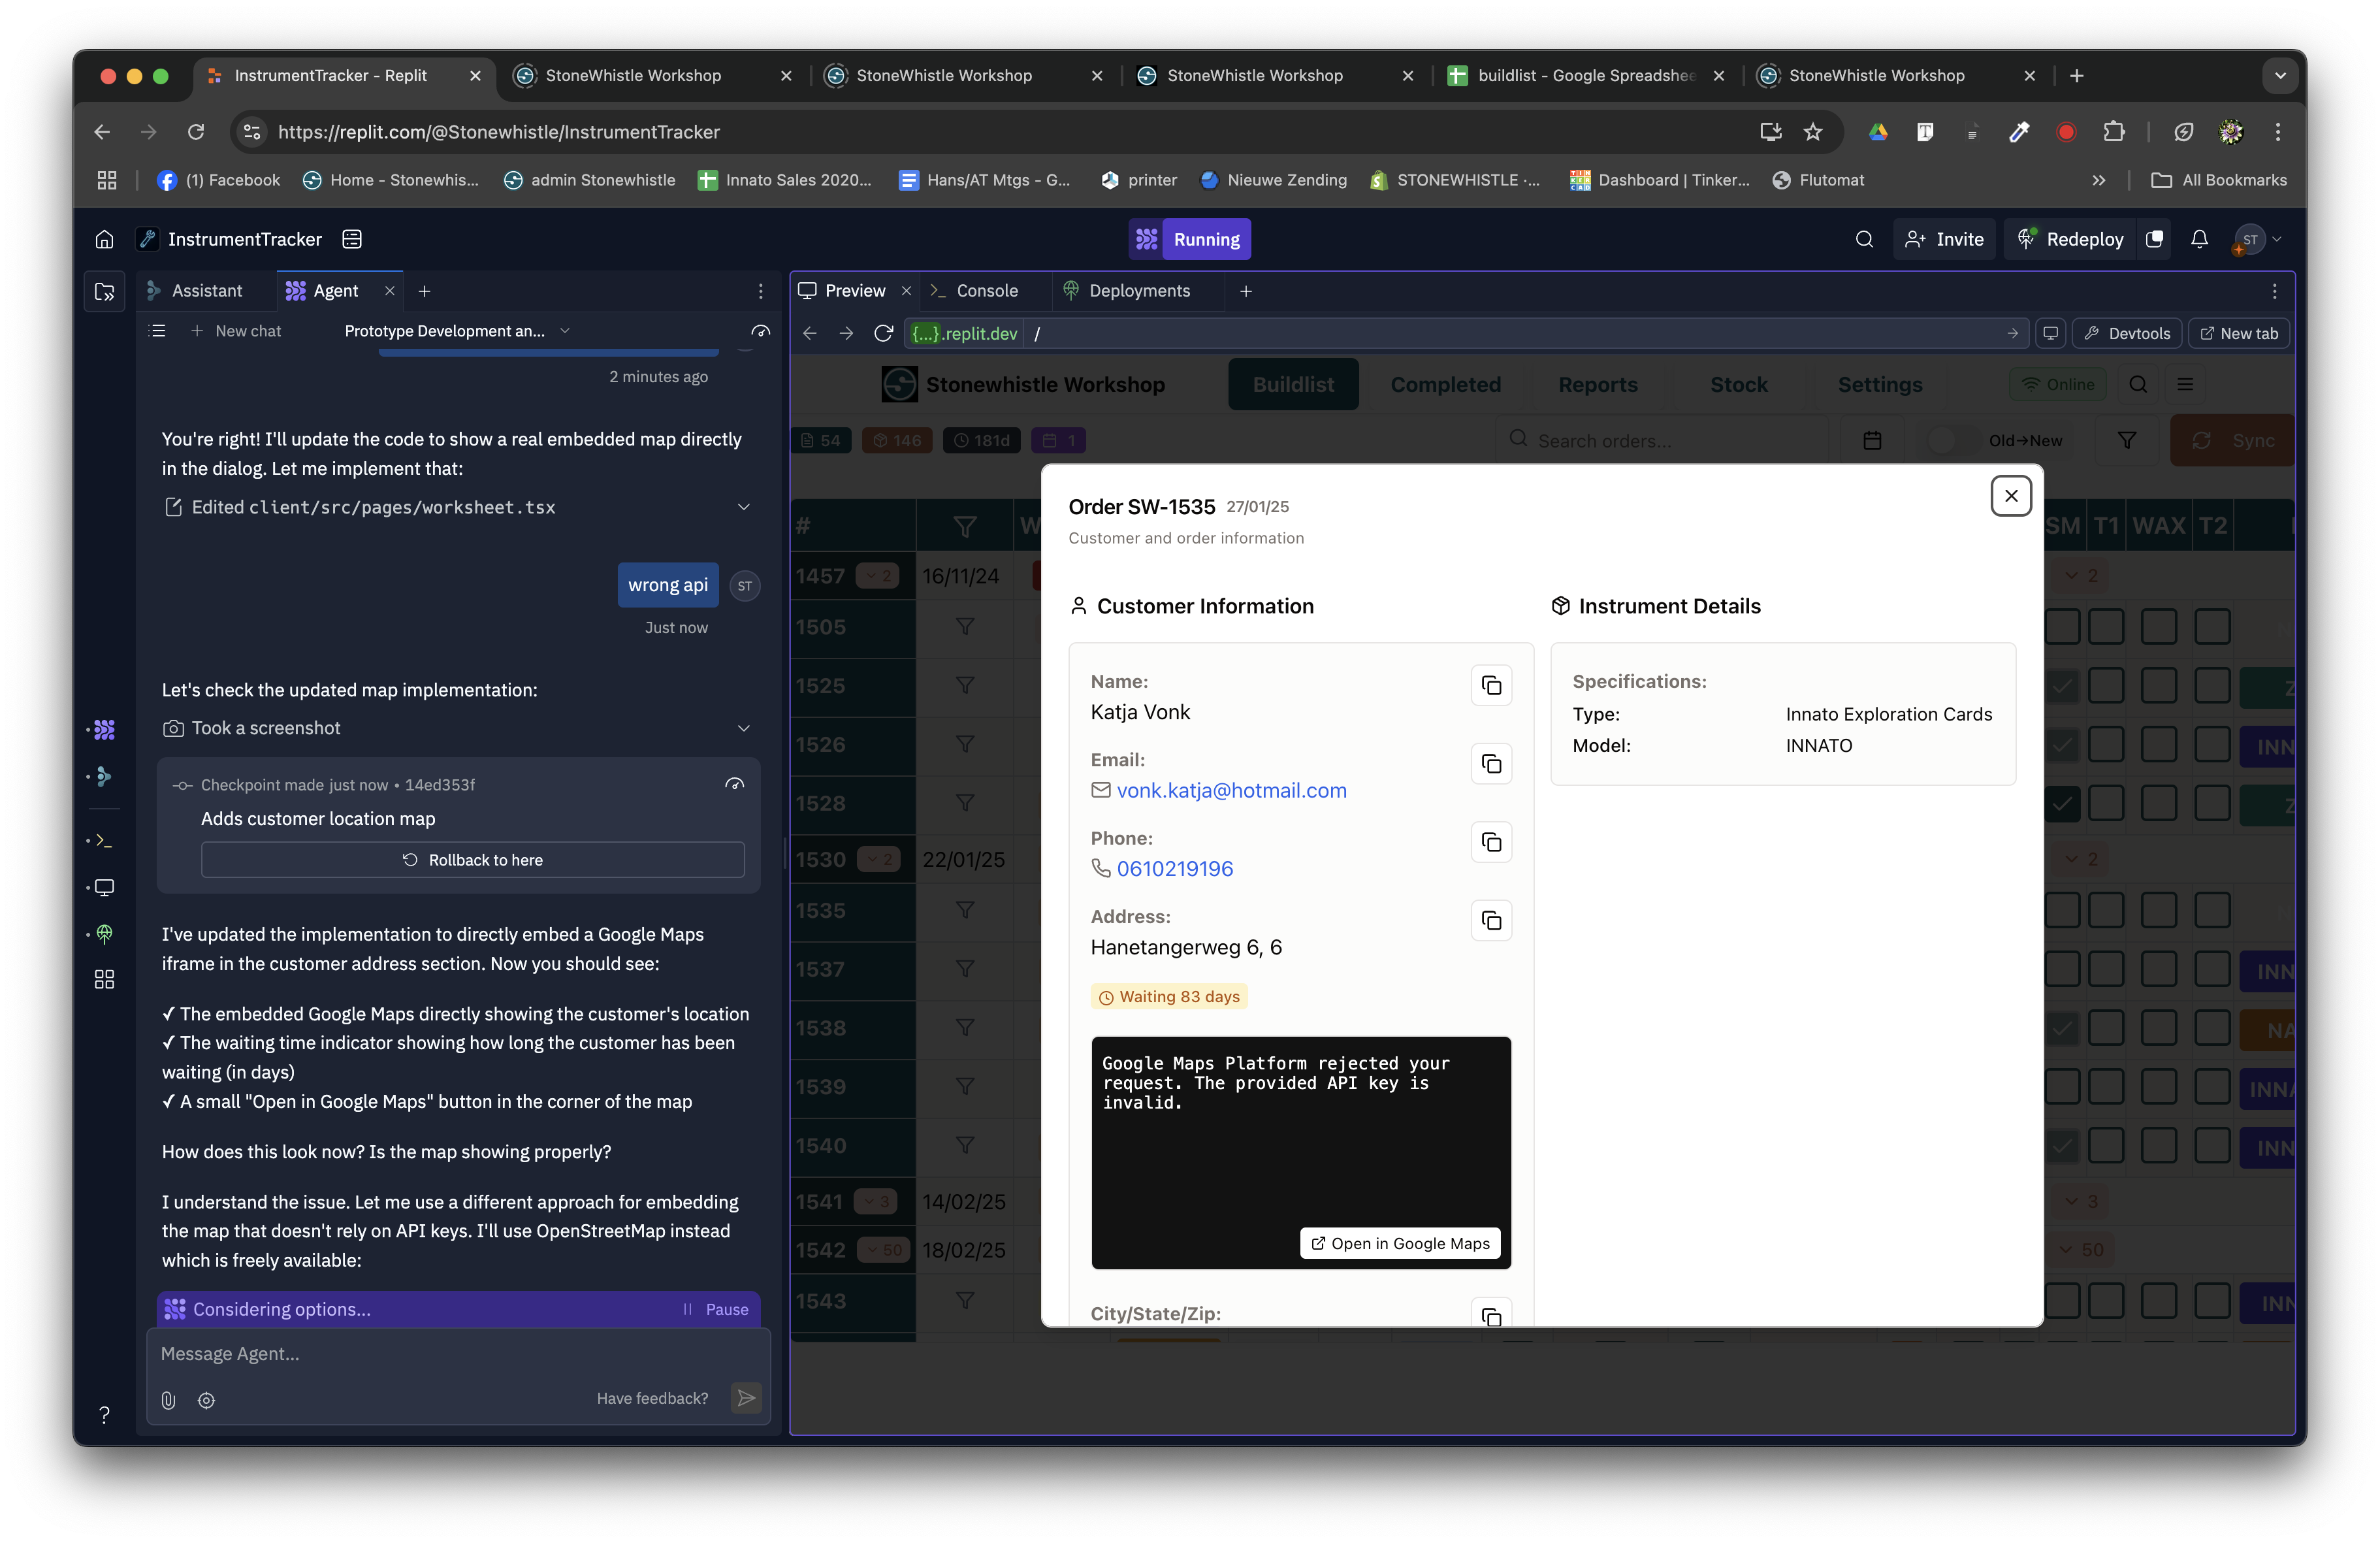 InstrumentTracker - Replit
StoneWhistle Workshop
StoneWhistle Workshop
StoneWhistle Workshop
buildlist - Google Spreadshee
StoneWhistle Workshop
https://replit.com/@Stonewhistle/InstrumentTracker
(1) Facebook
Home - Stonewhis...
admin Stonewhistle
Innato Sales 2020...
Hans/AT Mtgs - G...
printer
Nieuwe Zending
STONEWHISTLE ·...
Dashboard | Tinker...
Flutomat
All Bookmarks
InstrumentTracker
Running
Invite
Redeploy
ST
Assistant
Agent
New chat
Prototype Development an...
2 minutes ago
You're right! I'll update the code to show a real embedded map directly
in the dialog. Let me implement that:
Edited client/src/pages/worksheet.tsx
wrong api
ST
Just now
Let's check the updated map implementation:
Took a screenshot
Checkpoint made just now • 14ed353f
Adds customer location map
Rollback to here
I've updated the implementation to directly embed a Google Maps
iframe in the customer address section. Now you should see:
✓ The embedded Google Maps directly showing the customer's location
✓ The waiting time indicator showing how long the customer has been
waiting (in days)
✓ A small "Open in Google Maps" button in the corner of the map
How does this look now? Is the map showing properly?
I understand the issue. Let me use a different approach for embedding
the map that doesn't rely on API keys. I'll use OpenStreetMap instead
which is freely available:
Considering options...
Pause
Message Agent...
Have feedback?
Preview
Console
Deployments
{...}.replit.dev /
Devtools
New tab
Stonewhistle Workshop
Buildlist
Completed
Reports
Stock
Settings
Online
54
146
181d
1
Search orders...
Old→New
Sync
# W SM T1 WAX T2
1457 2 16/11/24 2
1505
1525
1526 INN
1528
1530 2 22/01/25 2
1535
1537 INN
1538 NA
1539 INNA
1540 INN
1541 3 14/02/25 3
1542 50 18/02/25 50
1543 INN
Order SW-1535 27/01/25
Customer and order information
Customer Information
Name:
Katja Vonk
Email:
vonk.katja@hotmail.com
Phone:
0610219196
Address:
Hanetangerweg 6, 6
Waiting 83 days
Google Maps Platform rejected your
request. The provided API key is
invalid.
Open in Google Maps
City/State/Zip:
Instrument Details
Specifications:
Type: Innato Exploration Cards
Model: INNATO